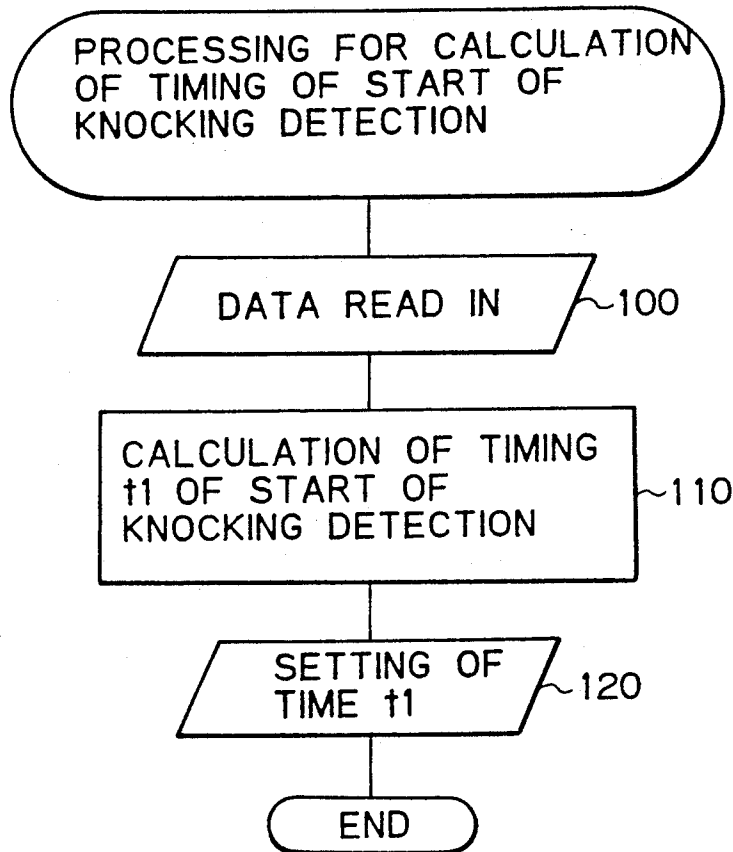 PROCESSING FOR CALCULATION
OF TIMING OF START OF
KNOCKING DETECTION
DATA READ IN
100
CALCULATION OF TIMING
t1 OF START OF
KNOCKING DETECTION
110
SETTING OF
TIME t1
120
END